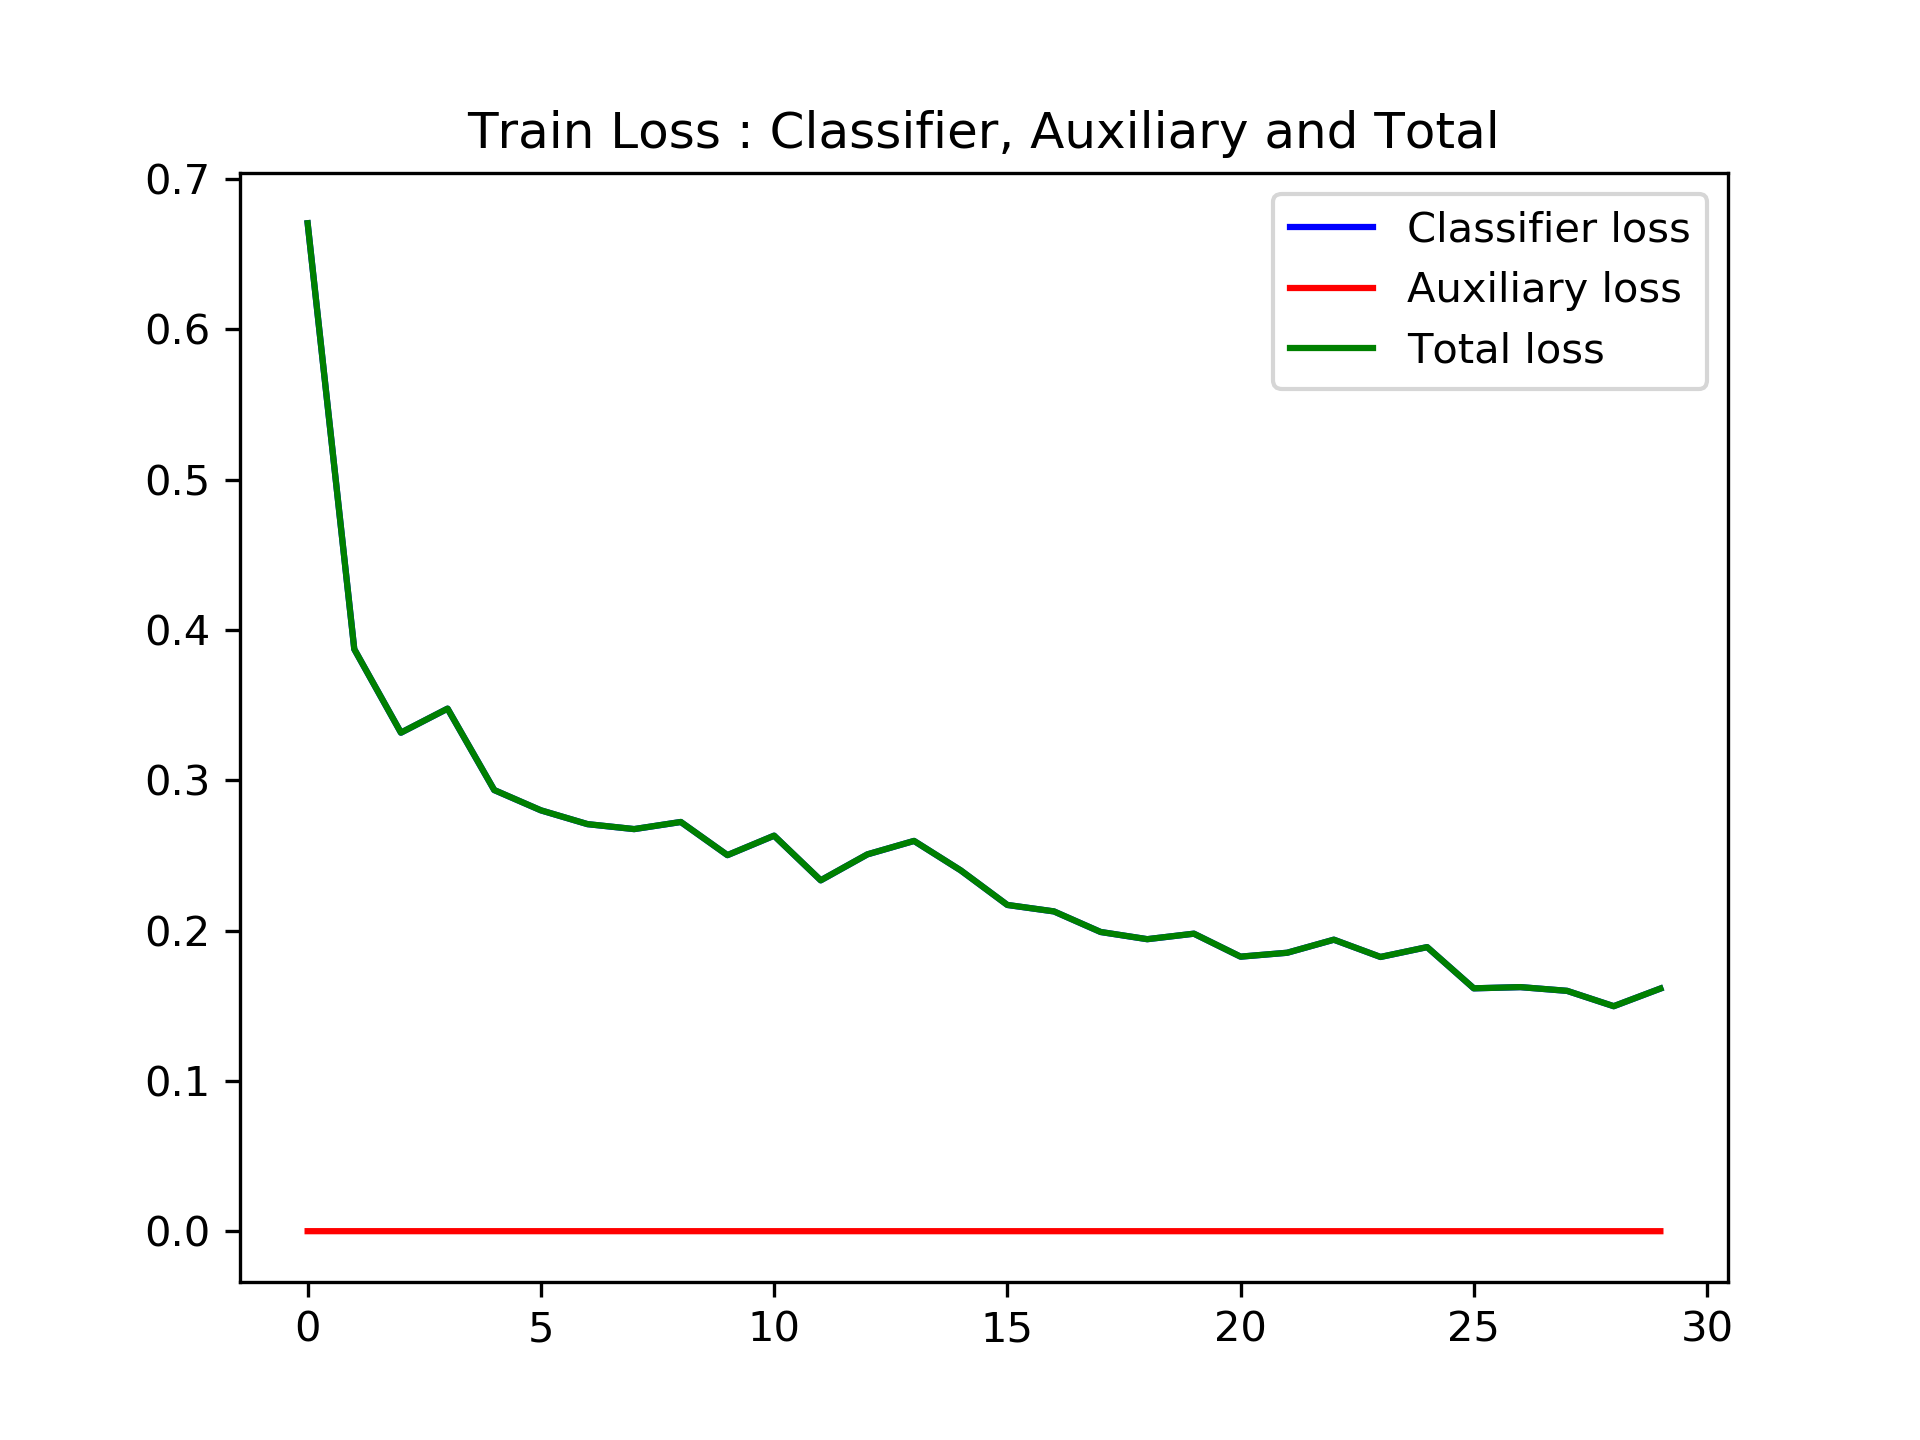 Train Loss : Classifier, Auxiliary and Total
0.7
0.6
0.5
0.4
0.3
0.2
0.1
0.0
Classifier loss
Auxiliary loss
Total loss
0 5 10 15 20 25 30